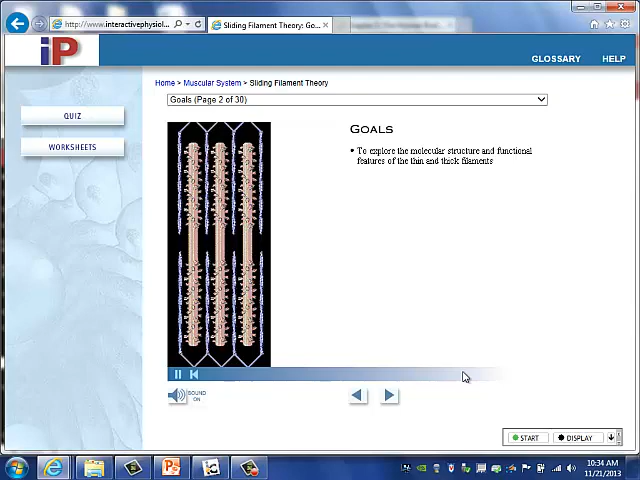 http://www.interactivephysiol...
Sliding Filament Theory: Go...
iP
GLOSSARY
HELP
Home > Muscular System > Sliding Filament Theory
Goals (Page 2 of 30)
QUIZ
WORKSHEETS
GOALS
• To explore the molecular structure and functional
features of the thin and thick filaments
SOUND
ON
START
DISPLAY
10:34 AM
11/21/2013